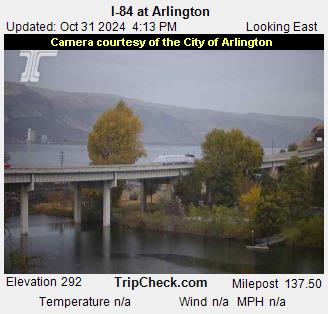 I-84 at Arlington
Updated: Oct 31 2024 4:13 PM Looking East
Camera courtesy of the City of Arlington
Elevation 292 TripCheck.com Milepost 137.50
Temperature n/a Wind n/a MPH n/a